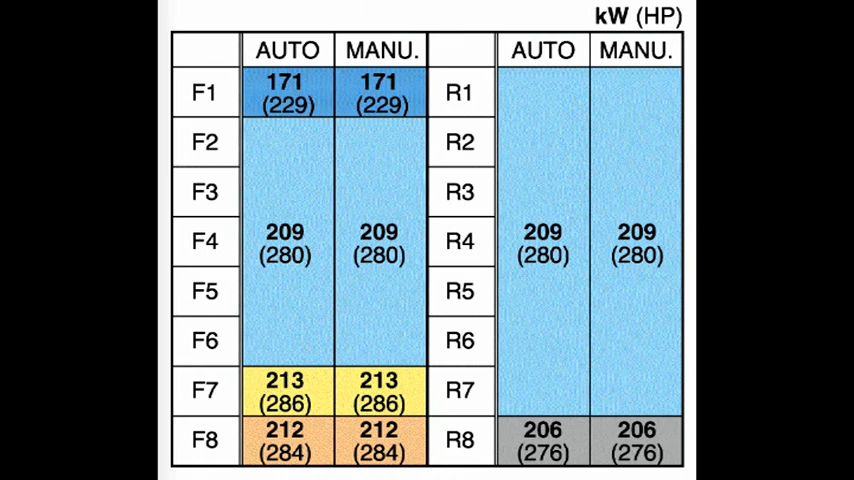 kW (HP)
AUTO MANU. AUTO MANU.
F1 171 171 R1
(229) (229)
F2 R2
F3 R3
F4 209 209 R4 209 209
(280) (280) (280) (280)
F5 R5
F6 R6
F7 213 213 R7
(286) (286)
F8 212 212 R8 206 206
(284) (284) (276) (276)